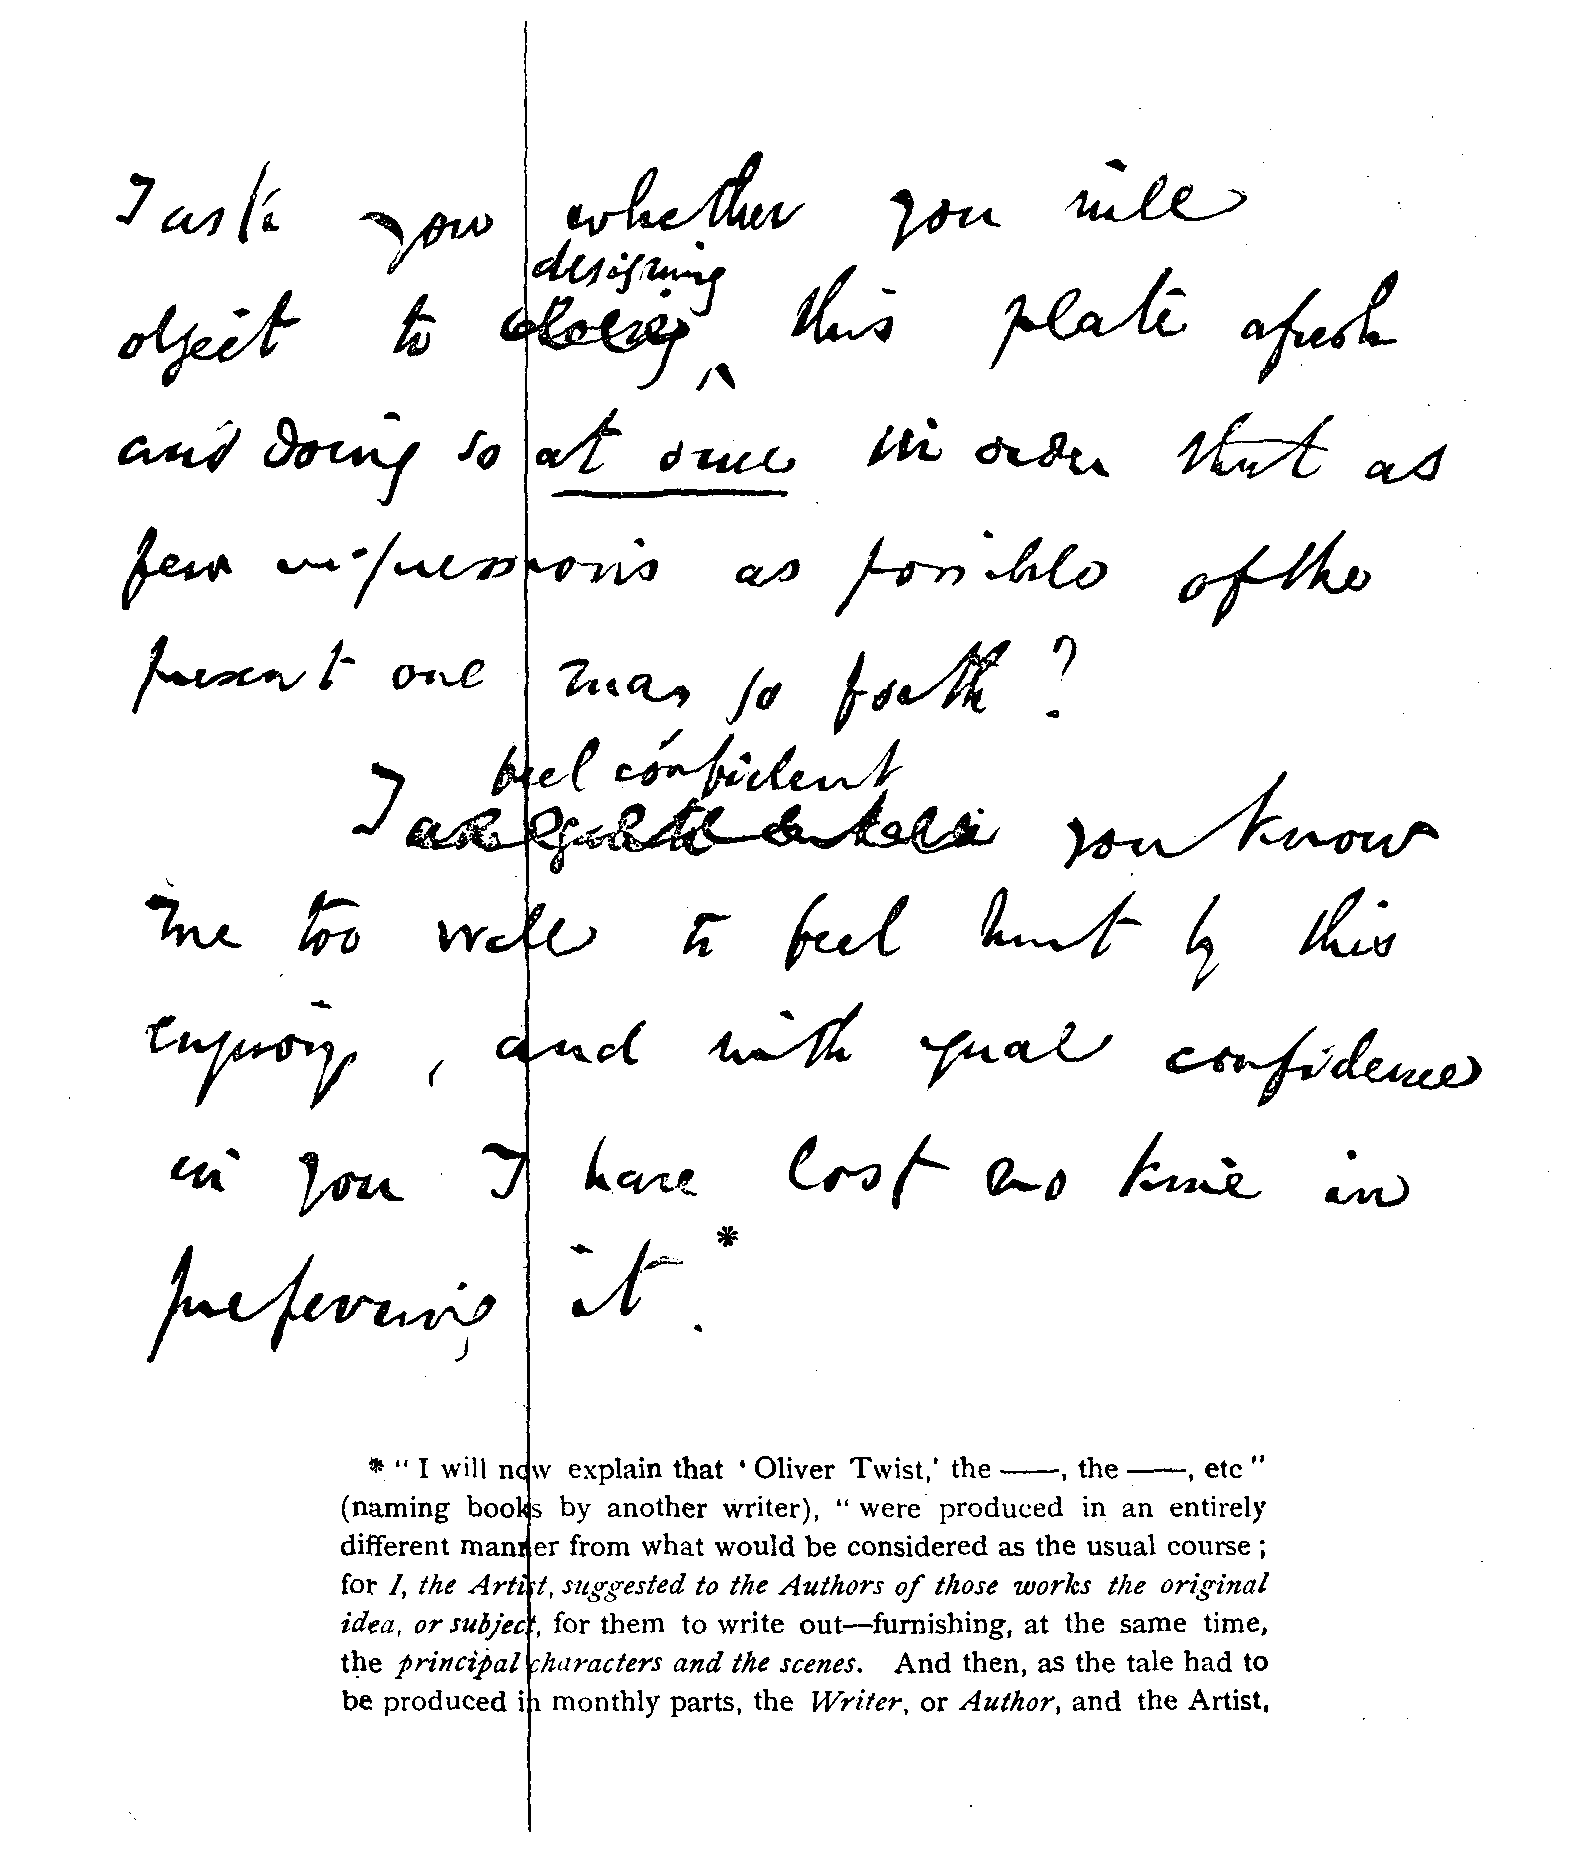 I ask you whether you will
designing
object to doing this plate afresh
and doing so at once in order that as
few impressions as possible of the
present one may go forth?
feel confident
I you know
me too well to feel hurt by this
enquiry, and with equal confidence
in you I have lost no time in
preferring it.*
*“ I will now explain that ‘ Oliver Twist,’ the ——, the ——, etc ”
(naming books by another writer), “ were produced in an entirely
different manner from what would be considered as the usual course ;
for I, the Artist, suggested to the Authors of those works the original
idea, or subject, for them to write out—furnishing, at the same time,
the principal characters and the scenes. And then, as the tale had to
be produced in monthly parts, the Writer, or Author, and the Artist,